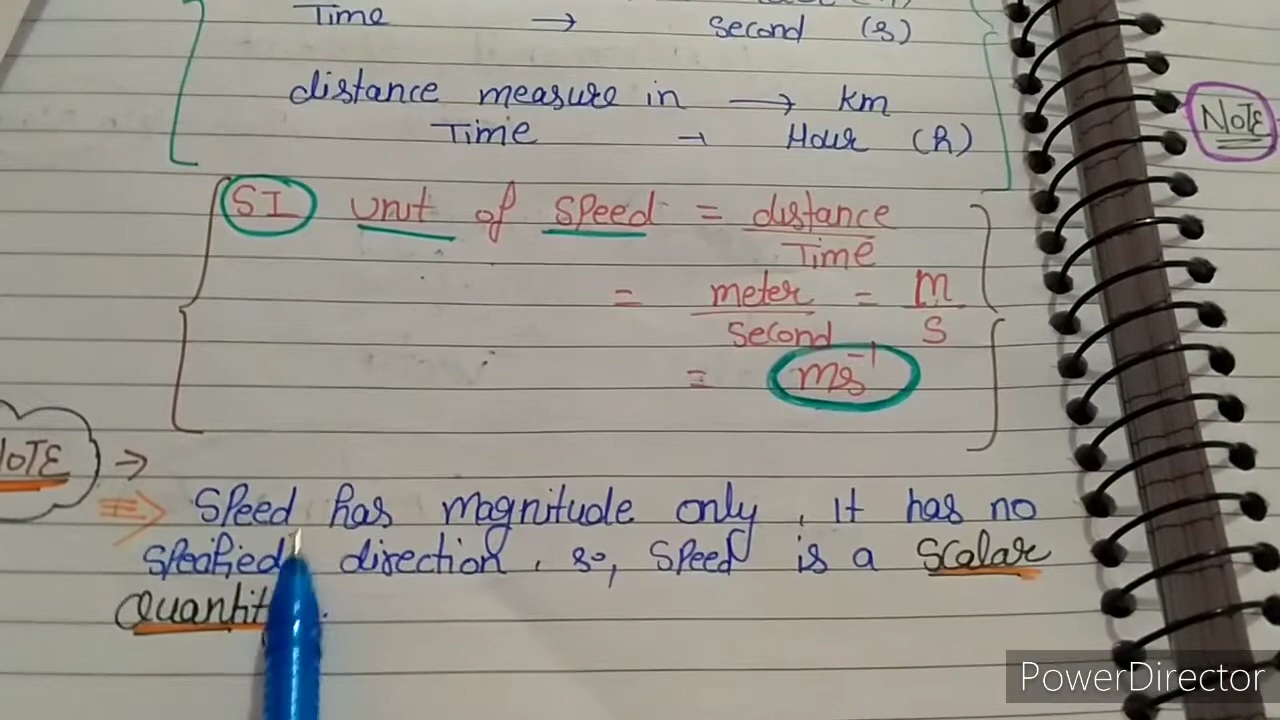 Time → Second (s)
distance measure in → km
Time → Hour (h)
NOTE
SI unit of speed = distance
Time
= meter = m
Second s
= ms⁻¹
NOTE →
⇒ Speed has magnitude only, it has no
specified direction, so, speed is a scalar
Quantit
PowerDirector